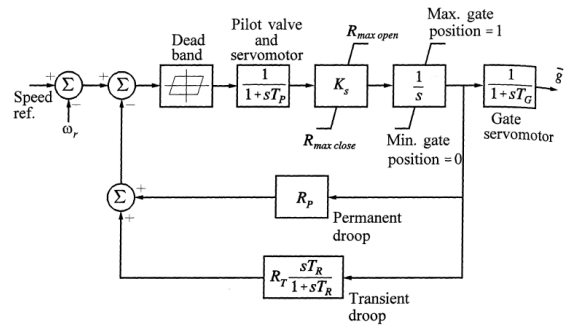 Max. gate
position = 1
Pilot valve
and
servomotor
R max open
Dead
band
+
Σ
−
+
Σ
−
1
1+sT_P
K_s
1
s
1
1+sT_G
g̅
Speed
ref.
ω_r
R max close
Min. gate
position = 0
Gate
servomotor
Σ
+
+
R_P
Permanent
droop
R_T sT_R
1+sT_R
Transient
droop